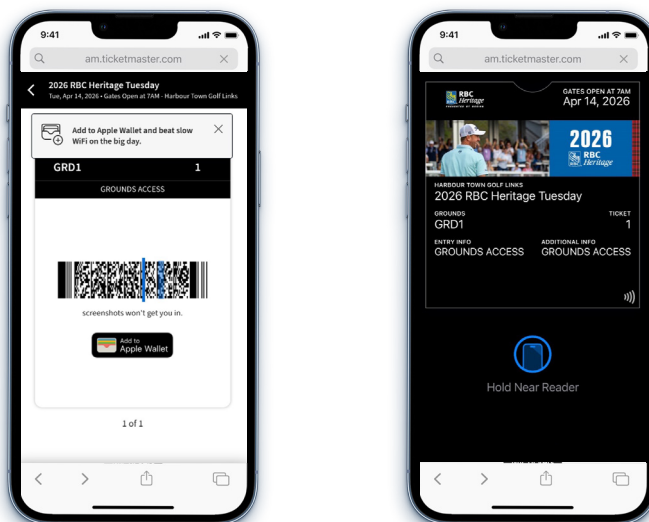 9:41
am.ticketmaster.com
2026 RBC Heritage Tuesday
Tue, Apr 14, 2026 • Gates Open at 7AM - Harbour Town Golf Links
Add to Apple Wallet and beat slow
WiFi on the big day.
GRD1 1
GROUNDS ACCESS
screenshots won't get you in.
Add to
Apple Wallet
1 of 1
9:41
am.ticketmaster.com
RBC
Heritage
GATES OPEN AT 7AM
Apr 14, 2026
2026
RBC
Heritage
HARBOUR TOWN GOLF LINKS
2026 RBC Heritage Tuesday
GROUNDS TICKET
GRD1 1
ENTRY INFO ADDITIONAL INFO
GROUNDS ACCESS GROUNDS ACCESS
Hold Near Reader